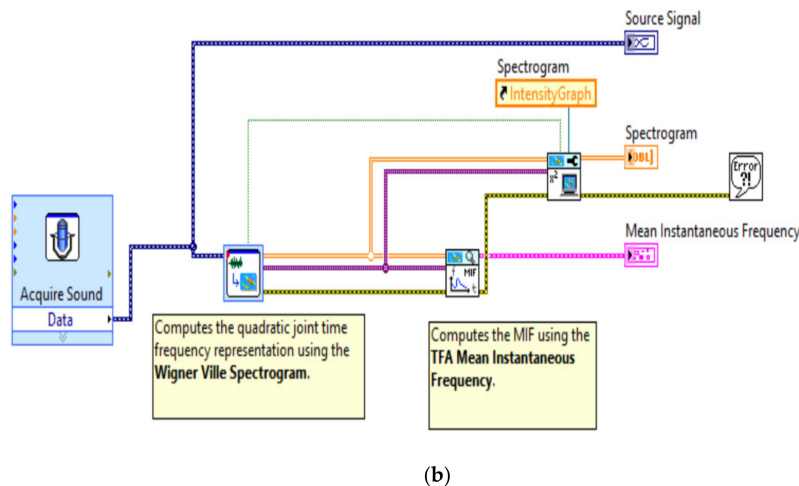 Source Signal
Spectrogram
IntensityGraph
Spectrogram
DBL]
Error
?!
x²
Mean Instantaneous Frequency
MIF
f
t
Acquire Sound
Data
Computes the quadratic joint time
frequency representation using the
Wigner Ville Spectrogram.
Computes the MIF using the
TFA Mean Instantaneous
Frequency.
(b)